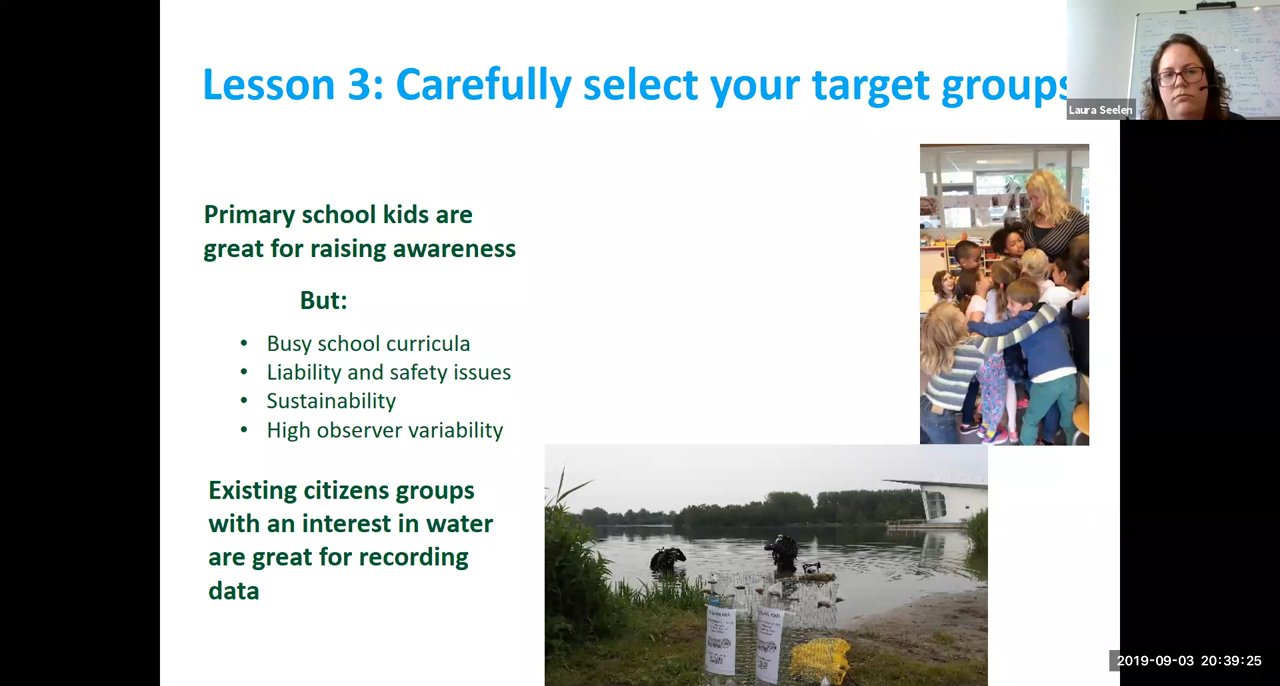 Lesson 3: Carefully select your target groups
Laura Seelen
Primary school kids are
great for raising awareness
But:
• Busy school curricula
• Liability and safety issues
• Sustainability
• High observer variability
Existing citizens groups
with an interest in water
are great for recording
data
2019-09-03 20:39:25